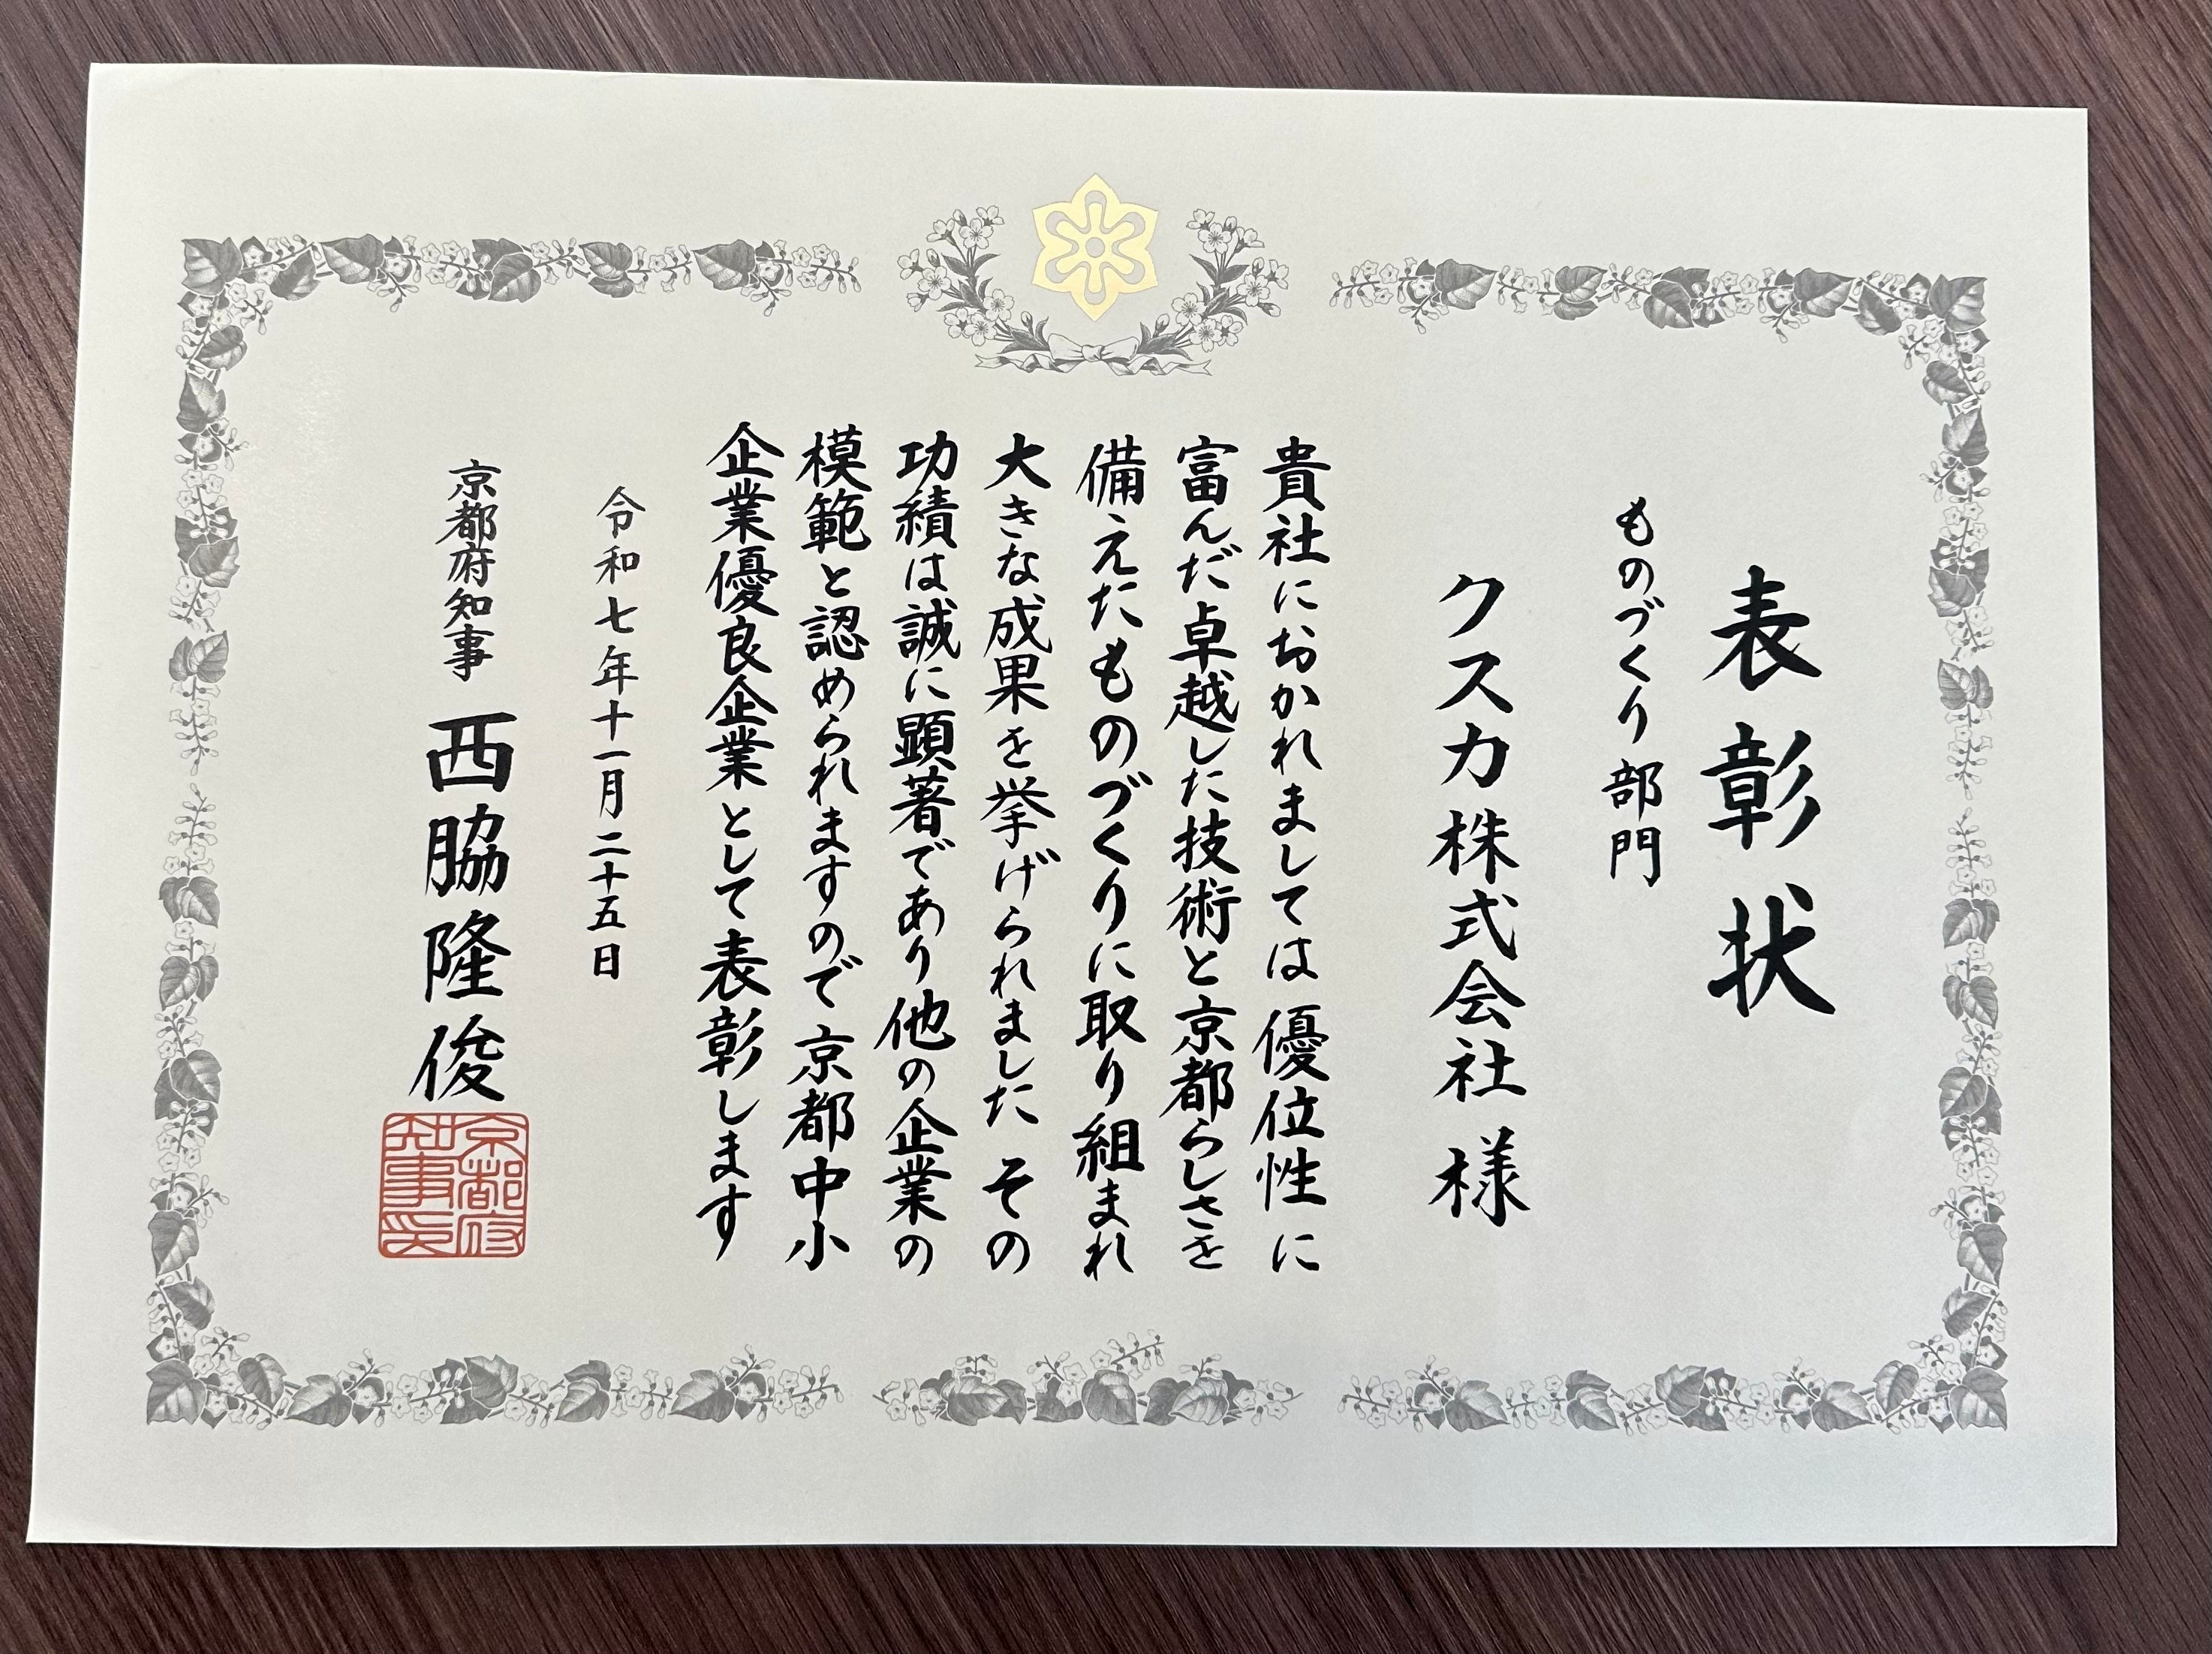 表彰状
ものづくり部門
クスカ株式会社 様
貴社におかれましては優位性に
富んだ卓越した技術と京都らしさを
備えたものづくりに取り組まれ
大きな成果を挙げられました その
功績は誠に顕著であり他の企業の
模範と認められますので京都中小
企業優良企業として表彰します
令和七年十一月二十五日
京都府知事 西脇隆俊
京都府
知事印